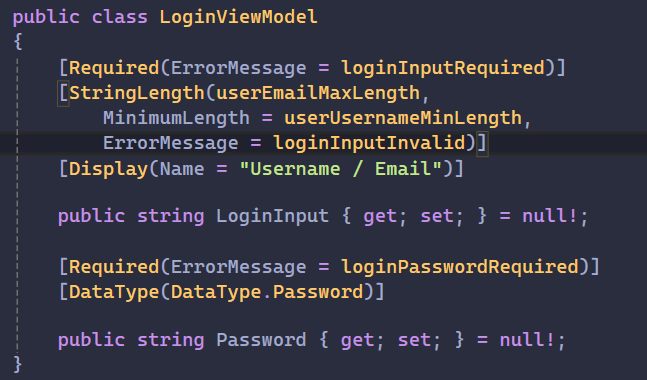 public class LoginViewModel
{
    [Required(ErrorMessage = loginInputRequired)]
    [StringLength(userEmailMaxLength,
        MinimumLength = userUsernameMinLength,
        ErrorMessage = loginInputInvalid)]
    [Display(Name = "Username / Email")]
    public string LoginInput { get; set; } = null!;
    [Required(ErrorMessage = loginPasswordRequired)]
    [DataType(DataType.Password)]
    public string Password { get; set; } = null!;
}